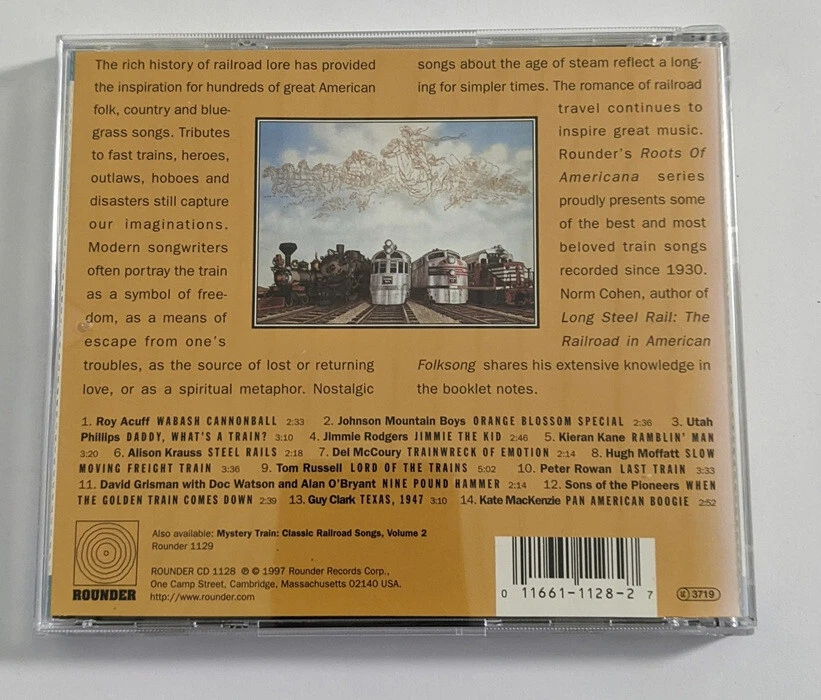 The rich history of railroad lore has provided
the inspiration for hundreds of great American
folk, country and blue-
grass songs. Tributes
to fast trains, heroes,
outlaws, hoboes and
disasters still capture
our imaginations.
Modern songwriters
often portray the train
as a symbol of free-
dom, as a means of
escape from one's
troubles, as the source of lost or returning
love, or as a spiritual metaphor. Nostalgic
songs about the age of steam reflect a long-
ing for simpler times. The romance of railroad
travel continues to
inspire great music.
Rounder's Roots Of
Americana series
proudly presents some
of the best and most
beloved train songs
recorded since 1930.
Norm Cohen, author of
Long Steel Rail: The
Railroad in American
Folksong shares his extensive knowledge in
the booklet notes.
1. Roy Acuff WABASH CANNONBALL 2:33 2. Johnson Mountain Boys ORANGE BLOSSOM SPECIAL 2:36 3. Utah
Phillips DADDY, WHAT'S A TRAIN? 3:10 4. Jimmie Rodgers JIMMIE THE KID 2:46 5. Kieran Kane RAMBLIN' MAN
3:20 6. Alison Krauss STEEL RAILS 2:18 7. Del McCoury TRAINWRECK OF EMOTION 2:14 8. Hugh Moffatt SLOW
MOVING FREIGHT TRAIN 3:36 9. Tom Russell LORD OF THE TRAINS 5:02 10. Peter Rowan LAST TRAIN 3:33
11. David Grisman with Doc Watson and Alan O'Bryant NINE POUND HAMMER 2:14 12. Sons of the Pioneers WHEN
THE GOLDEN TRAIN COMES DOWN 2:39 13. Guy Clark TEXAS, 1947 3:10 14. Kate MacKenzie PAN AMERICAN BOOGIE 2:52
Also available: Mystery Train: Classic Railroad Songs, Volume 2
Rounder 1129
ROUNDER CD 1128 ℗ © 1997 Rounder Records Corp.,
One Camp Street, Cambridge, Massachusetts 02140 USA.
http://www.rounder.com
ROUNDER
0 11661-1128-2 7
LC 3719